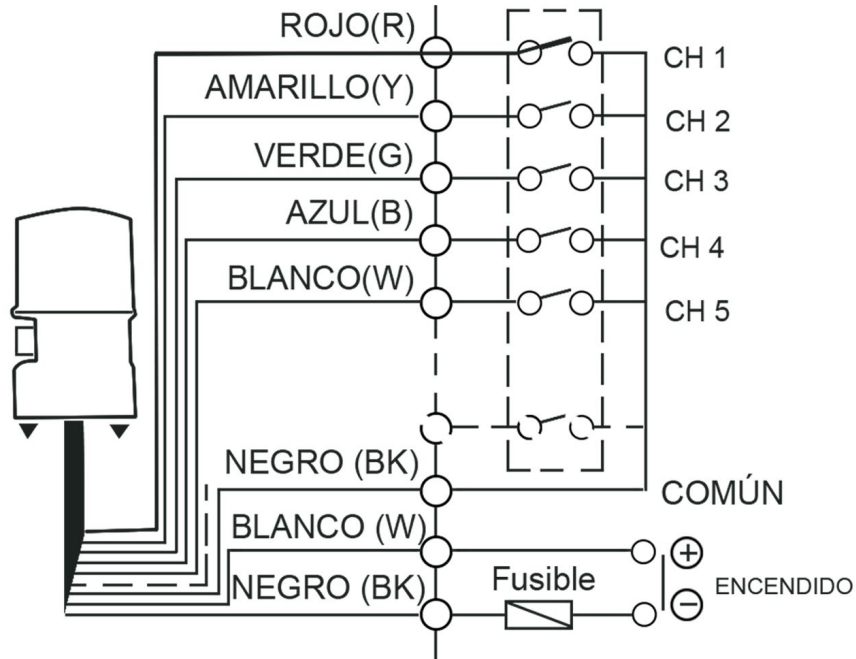 ROJO(R)
CH 1
AMARILLO(Y)
CH 2
VERDE(G)
CH 3
AZUL(B)
CH 4
BLANCO(W)
CH 5
NEGRO (BK)
COMÚN
BLANCO (W)
+
Fusible
ENCENDIDO
NEGRO (BK)
−